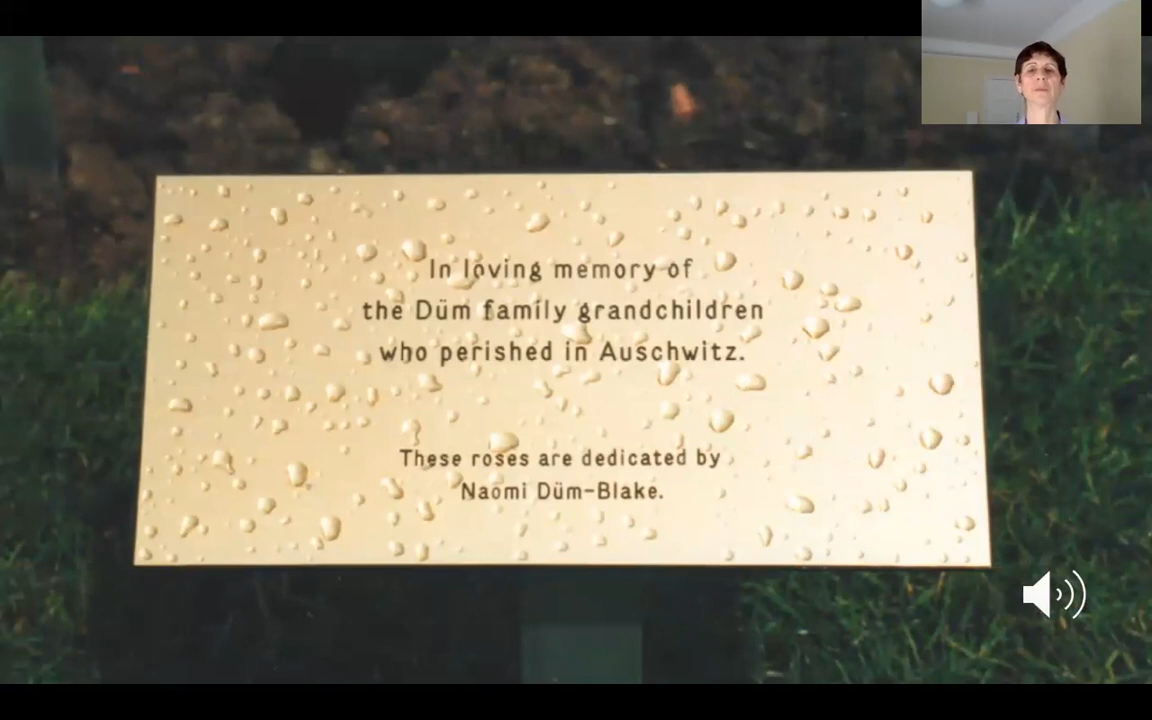 In loving memory of
the Düm family grandchildren
who perished in Auschwitz.
These roses are dedicated by
Naomi Düm-Blake.